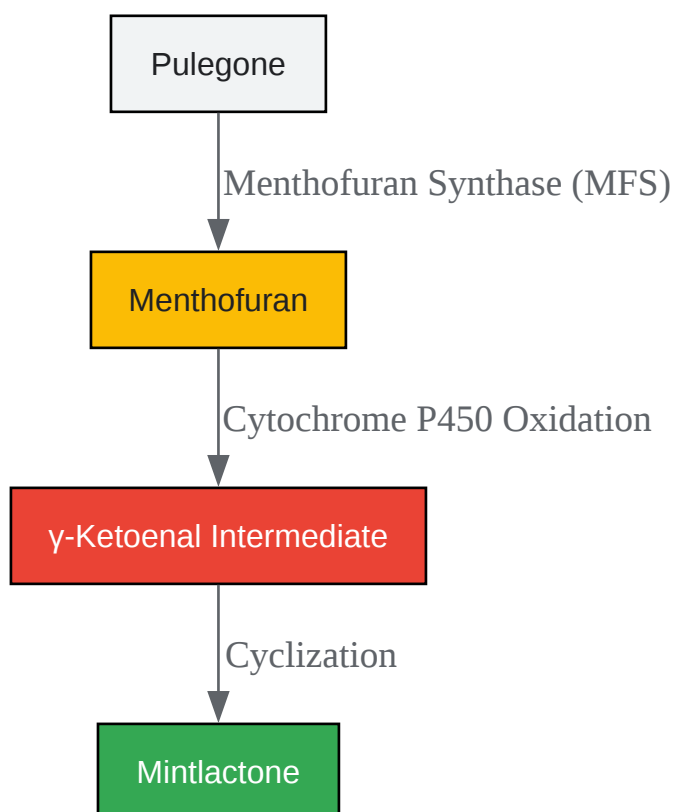 Pulegone
Menthofuran Synthase (MFS)
Menthofuran
Cytochrome P450 Oxidation
γ-Ketoenal Intermediate
Cyclization
Mintlactone